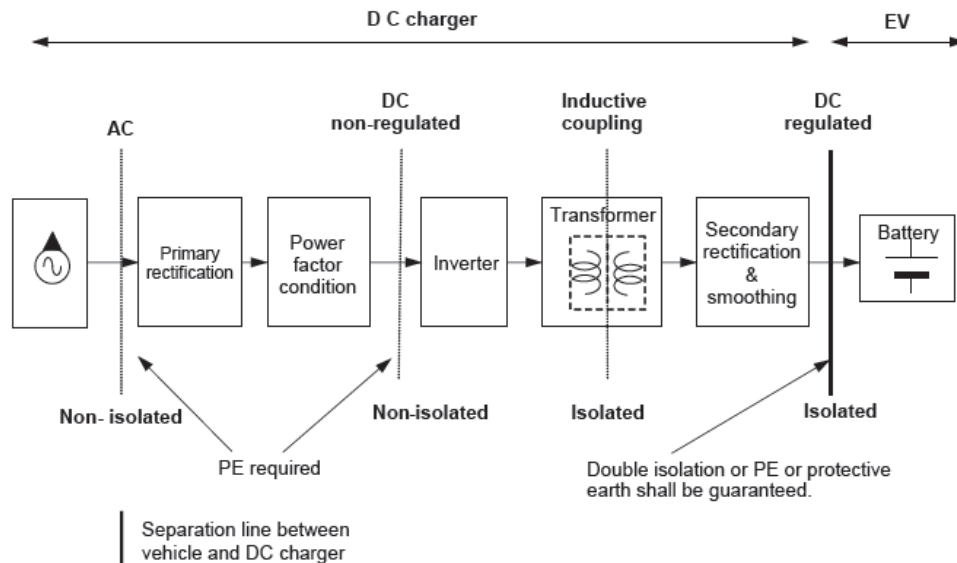 D C charger
EV
AC
DC
non-regulated
Inductive
coupling
DC
regulated
Primary
rectification
Power
factor
condition
Inverter
Transformer
Secondary
rectification
&
smoothing
Battery
Non- isolated
Non-isolated
Isolated
Isolated
PE required
Double isolation or PE or protective
earth shall be guaranteed.
Separation line between
vehicle and DC charger